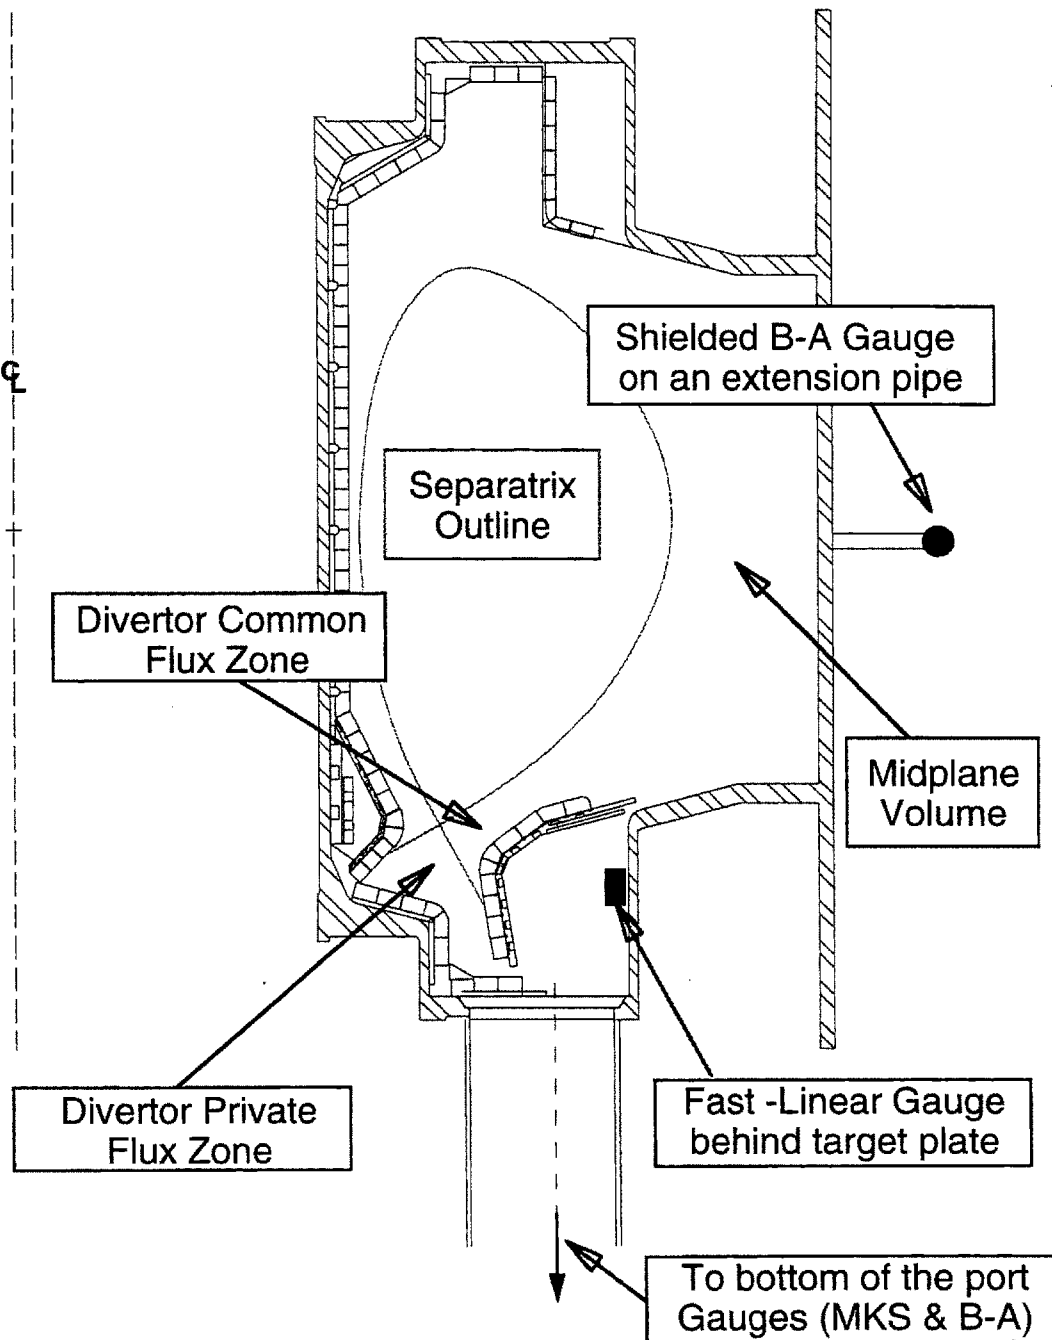 Shielded B-A Gauge
on an extension pipe
℄
Separatrix
Outline
Divertor Common
Flux Zone
Midplane
Volume
Divertor Private
Flux Zone
Fast -Linear Gauge
behind target plate
To bottom of the port
Gauges (MKS & B-A)